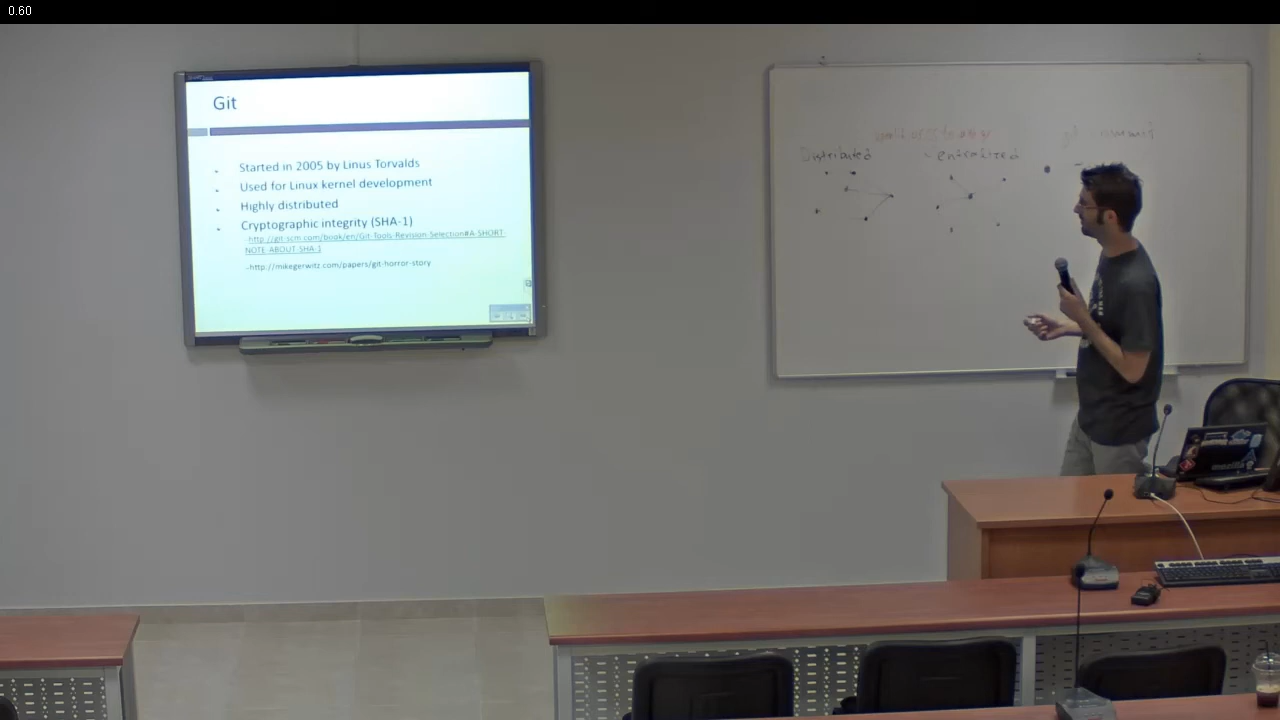 0.60
Git
Started in 2005 by Linus Torvalds
Used for Linux kernel development
Highly distributed
Cryptographic integrity (SHA-1)
–http://git-scm.com/book/en/Git-Tools-Revision-Selection#A-SHORT-
NOTE-ABOUT-SHA-1
–http://mikegerwitz.com/papers/git-horror-story
Distributed
centralized
mozilla